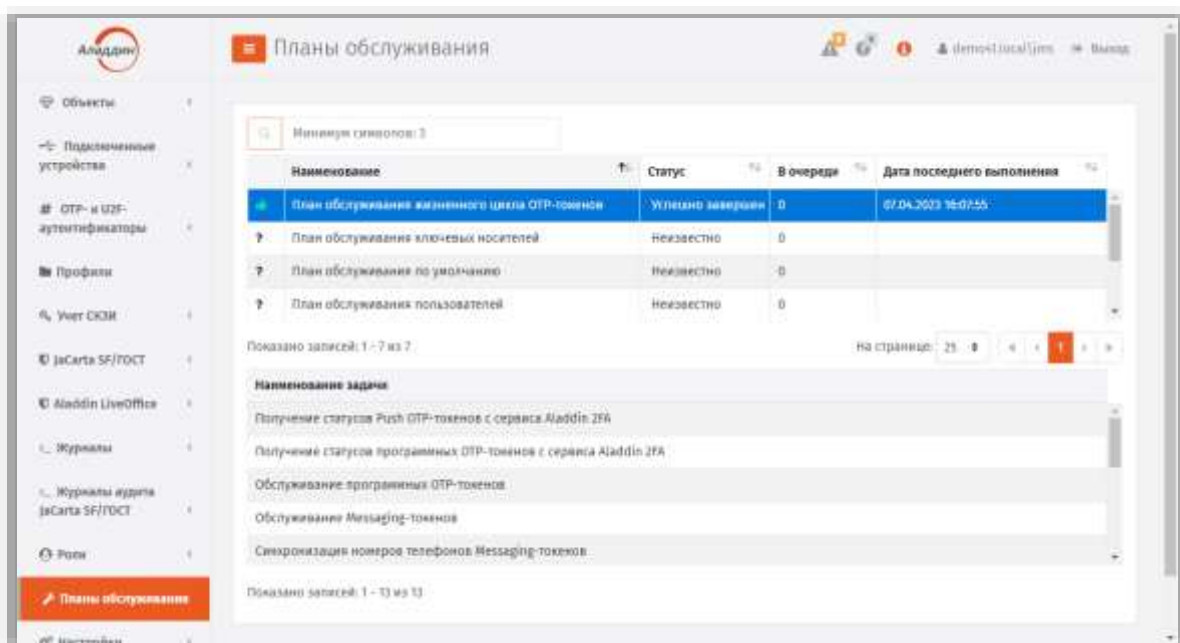 Аладдин
Планы обслуживания
demo1.local\jms
Выход
Объекты
Подключенные
устройства
OTP- и U2F-
аутентификаторы
Профили
Учет СКЗИ
JaCarta SF/ГОСТ
Aladdin LiveOffice
Журналы
Журналы аудита
JaCarta SF/ГОСТ
Роли
Планы обслуживания
Настройки
Минимум символов: 3
Наименование Статус В очереди Дата последнего выполнения
План обслуживания жизненного цикла OTP-токенов Успешно завершен 0 07.04.2023 16:07:55
? План обслуживания ключевых носителей Неизвестно 0
? План обслуживания по умолчанию Неизвестно 0
? План обслуживания пользователей Неизвестно 0
Показано записей: 1 - 7 из 7
На странице: 25 « ‹ 1 › »
Наименование задачи
Получение статусов Push OTP-токенов с сервиса Aladdin 2FA
Получение статусов программных OTP-токенов с сервиса Aladdin 2FA
Обслуживание программных OTP-токенов
Обслуживание Messaging-токенов
Синхронизация номеров телефонов Messaging-токенов
Показано записей: 1 - 13 из 13